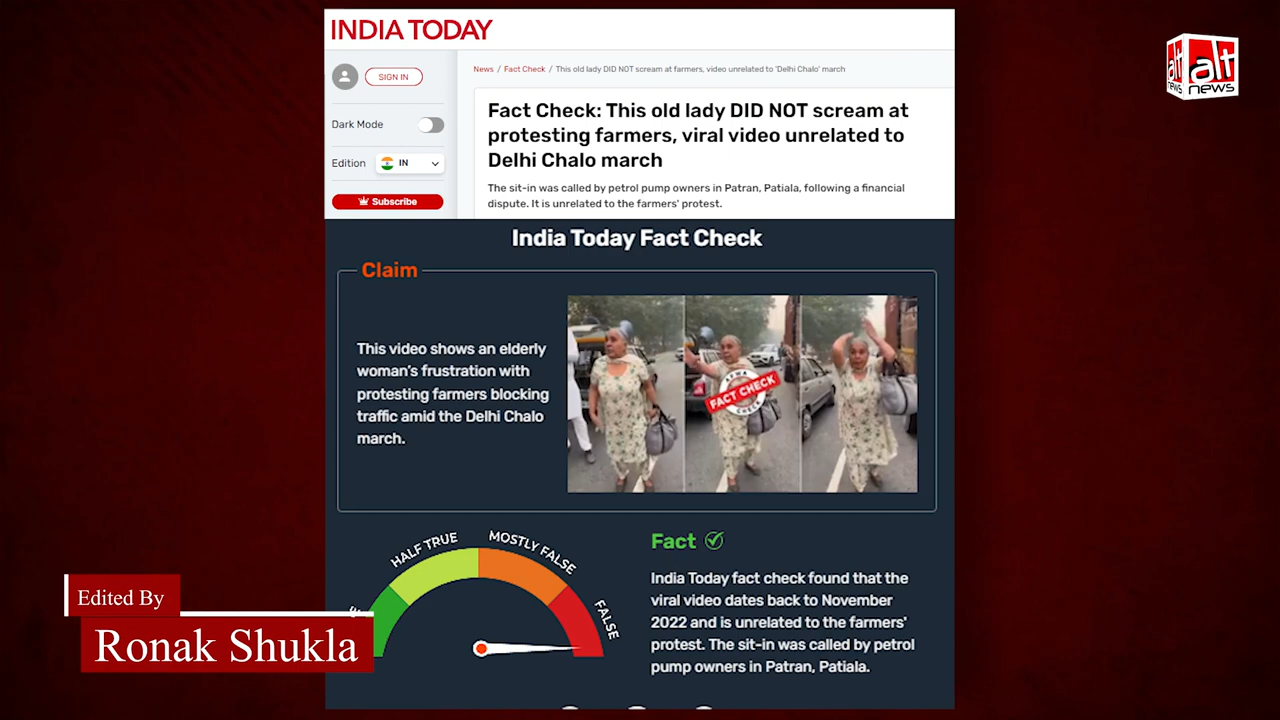 INDIA TODAY
SIGN IN
Dark Mode
Edition
IN
Subscribe
News / Fact Check / This old lady DID NOT scream at farmers, video unrelated to 'Delhi Chalo' march
Fact Check: This old lady DID NOT scream at
protesting farmers, viral video unrelated to
Delhi Chalo march
The sit-in was called by petrol pump owners in Patran, Patiala, following a financial
dispute. It is unrelated to the farmers' protest.
alt
alt
news
news
India Today Fact Check
Claim
This video shows an elderly
woman's frustration with
protesting farmers blocking
traffic amid the Delhi Chalo
march.
AFWA
FACT CHECK
CHECK
HALF TRUE
MOSTLY FALSE
FALSE
Fact
India Today fact check found that the
viral video dates back to November
2022 and is unrelated to the farmers'
protest. The sit-in was called by petrol
pump owners in Patran, Patiala.
Edited By
Ronak Shukla